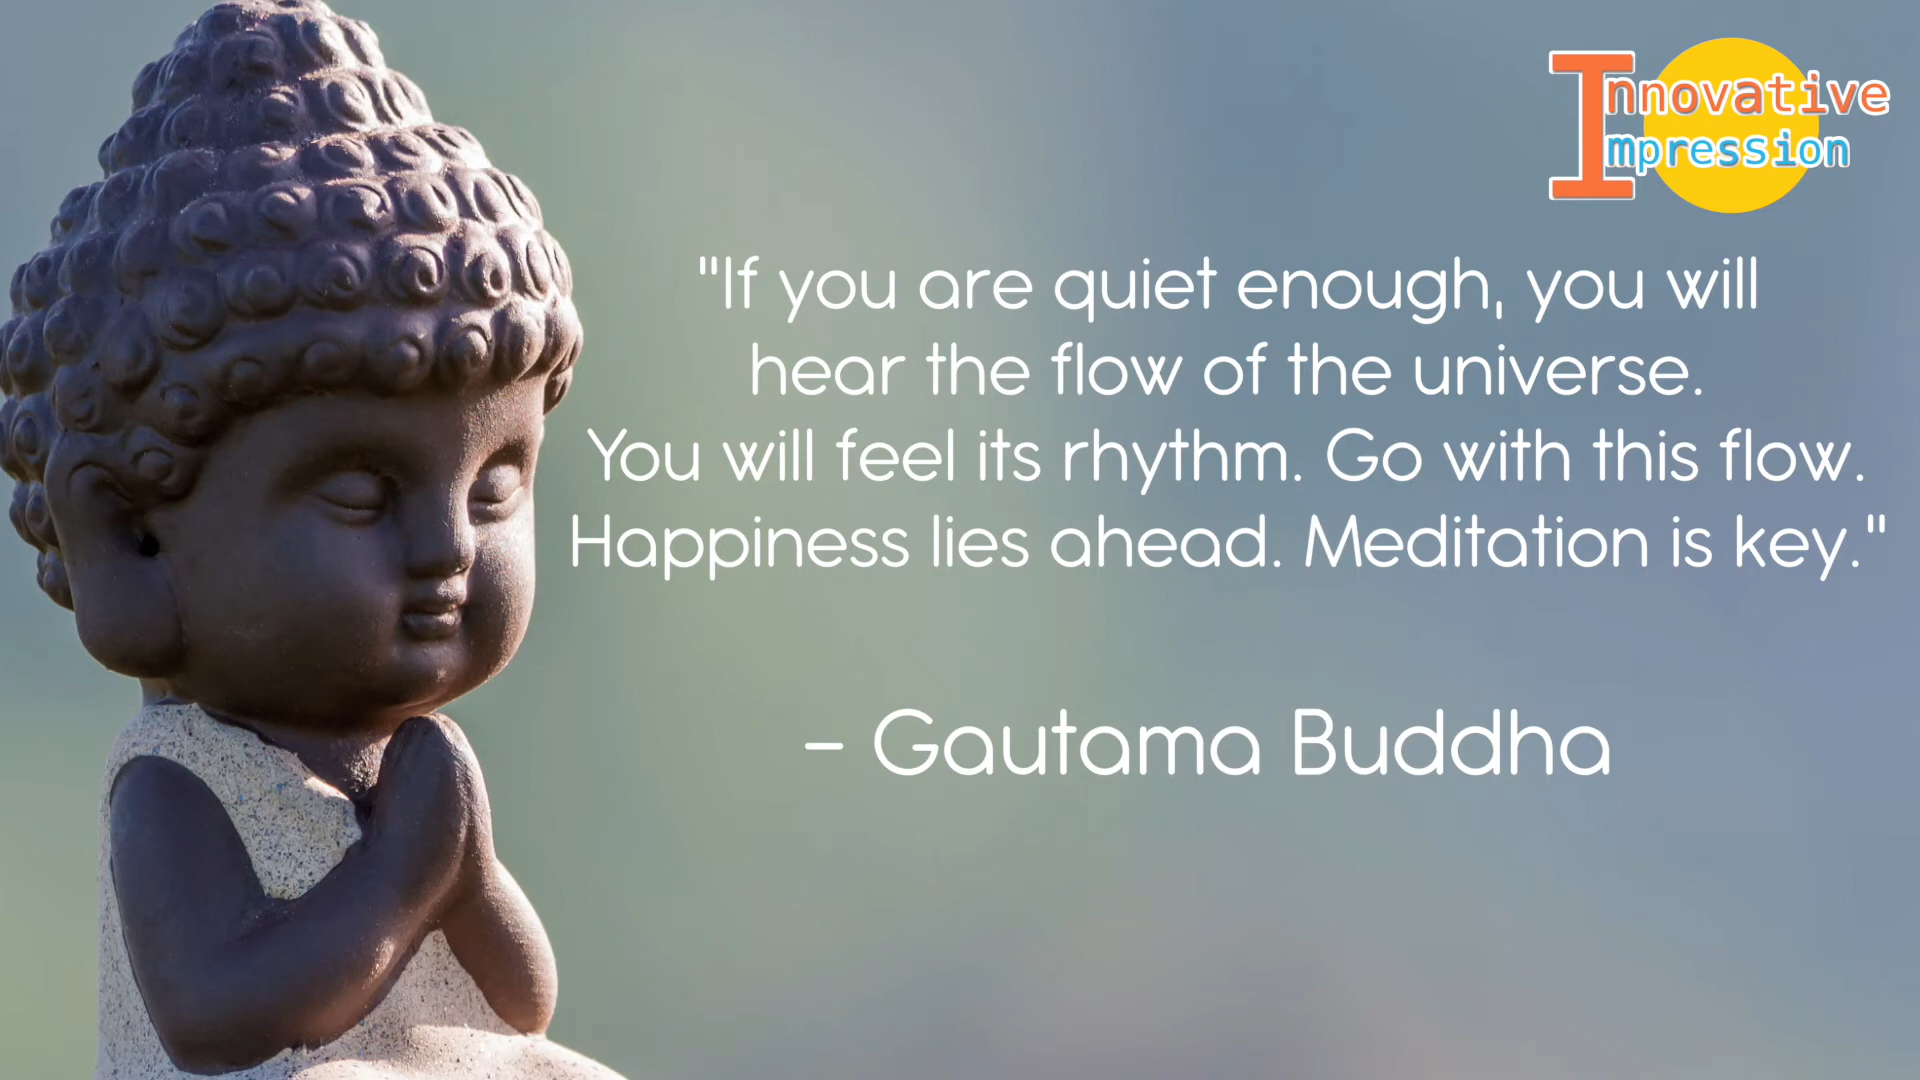 Innovative
Impression
"If you are quiet enough, you will
hear the flow of the universe.
You will feel its rhythm. Go with this flow.
Happiness lies ahead. Meditation is key."
– Gautama Buddha